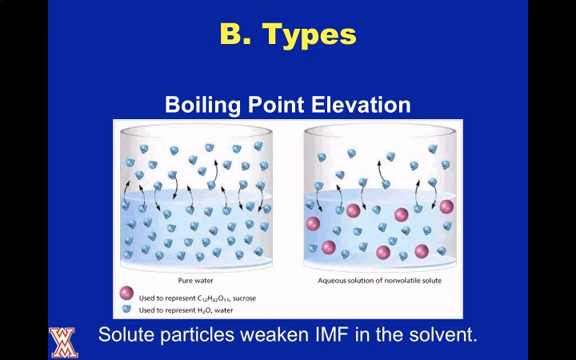 B. Types
Boiling Point Elevation
Pure water
Aqueous solution of nonvolatile solute
Used to represent C₁₂H₂₂O₁₁, sucrose
Used to represent H₂O, water
Solute particles weaken IMF in the solvent.